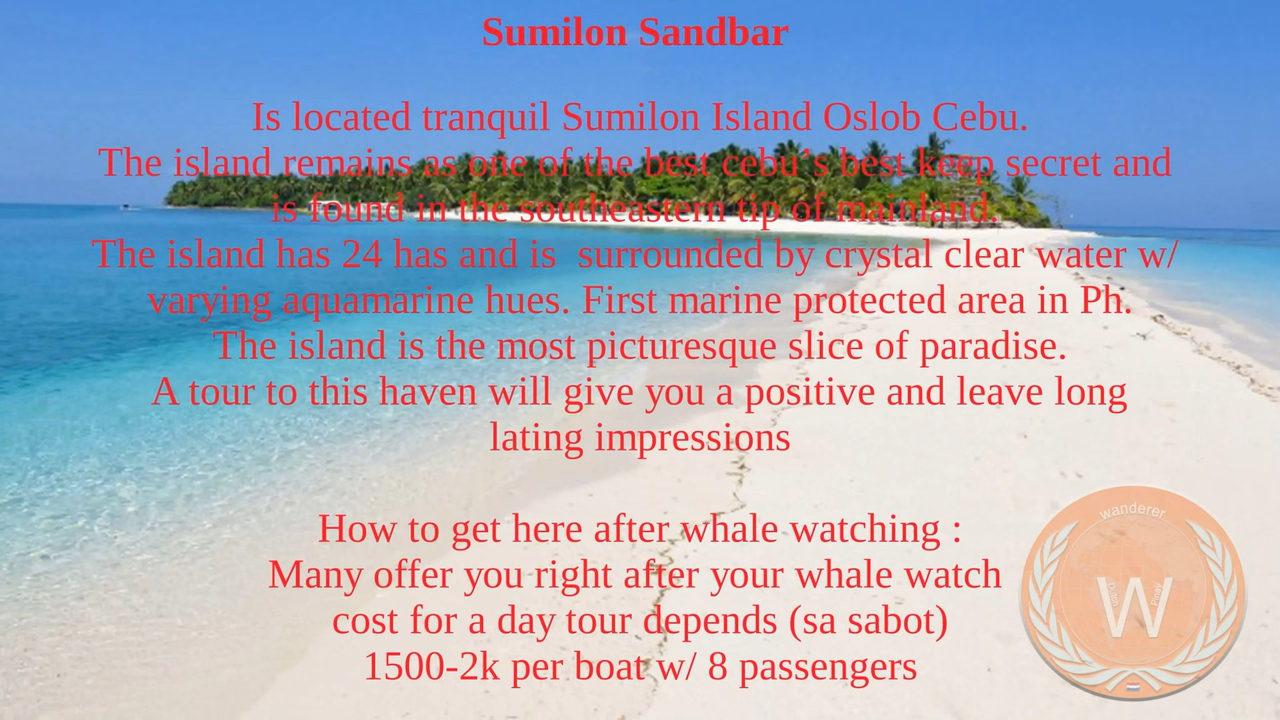 Sumilon Sandbar
Is located tranquil Sumilon Island Oslob Cebu.
The island remains as one of the best cebu's best keep secret and
is found in the southeastern tip of mainland.
The island has 24 has and is  surrounded by crystal clear water w/
varying aquamarine hues. First marine protected area in Ph.
The island is the most picturesque slice of paradise.
A tour to this haven will give you a positive and leave long
lating impressions
How to get here after whale watching :
Many offer you right after your whale watch
cost for a day tour depends (sa sabot)
1500-2k per boat w/ 8 passengers
wanderer
Dutch
W
Pinay